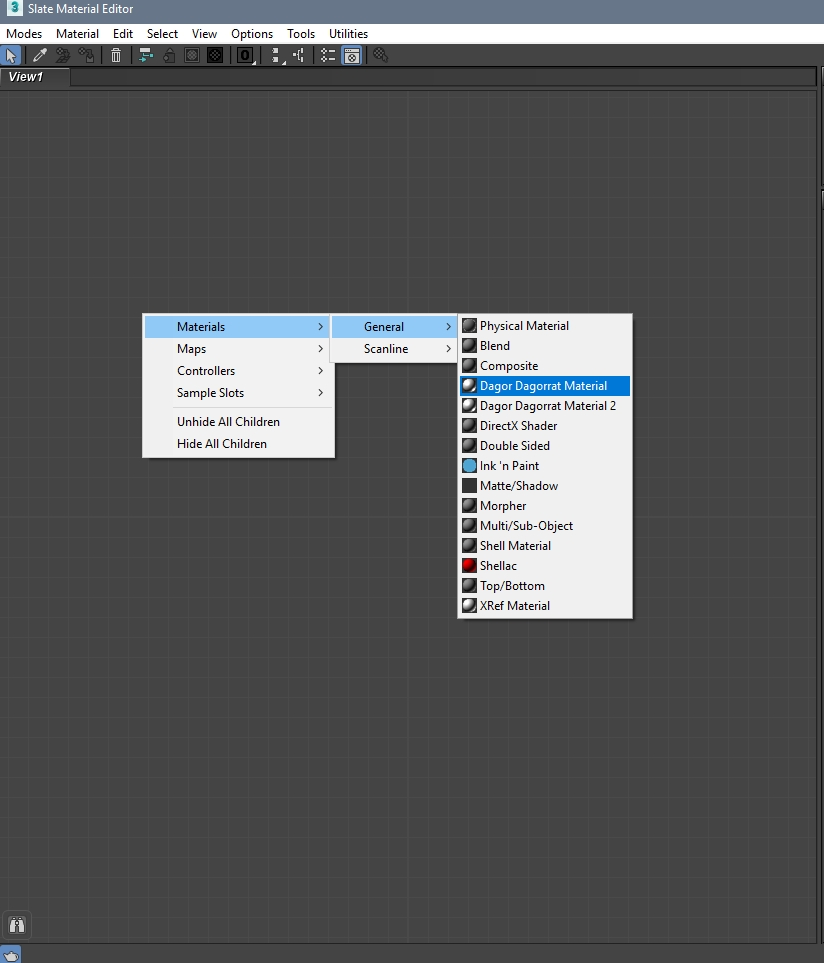 Slate Material Editor
Modes Material Edit Select View Options Tools Utilities
0
View1
Materials
Maps
Controllers
Sample Slots
Unhide All Children
Hide All Children
General
Scanline
Physical Material
Blend
Composite
Dagor Dagorrat Material
Dagor Dagorrat Material 2
DirectX Shader
Double Sided
Ink 'n Paint
Matte/Shadow
Morpher
Multi/Sub-Object
Shell Material
Shellac
Top/Bottom
XRef Material